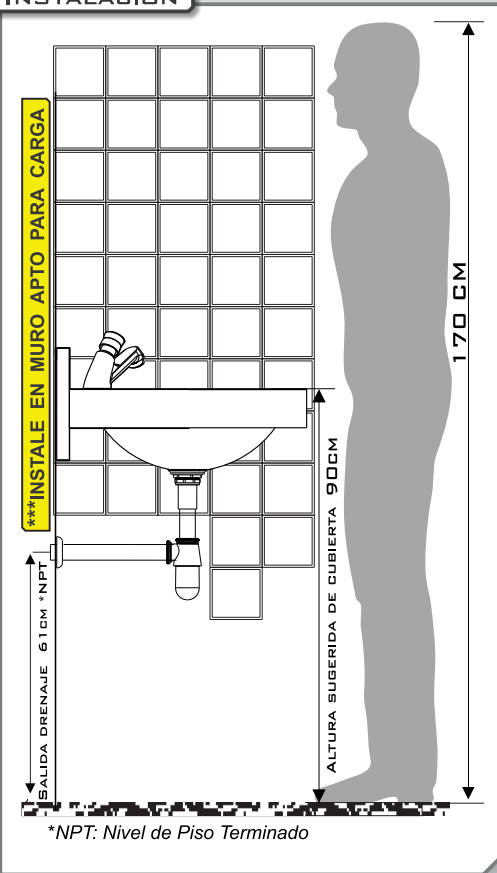 INSTALACIÓN
***INSTALE EN MURO APTO PARA CARGA
170 CM
ALTURA SUGERIDA DE CUBIERTA 90CM
SALIDA DRENAJE 61CM *NPT
*NPT: Nivel de Piso Terminado